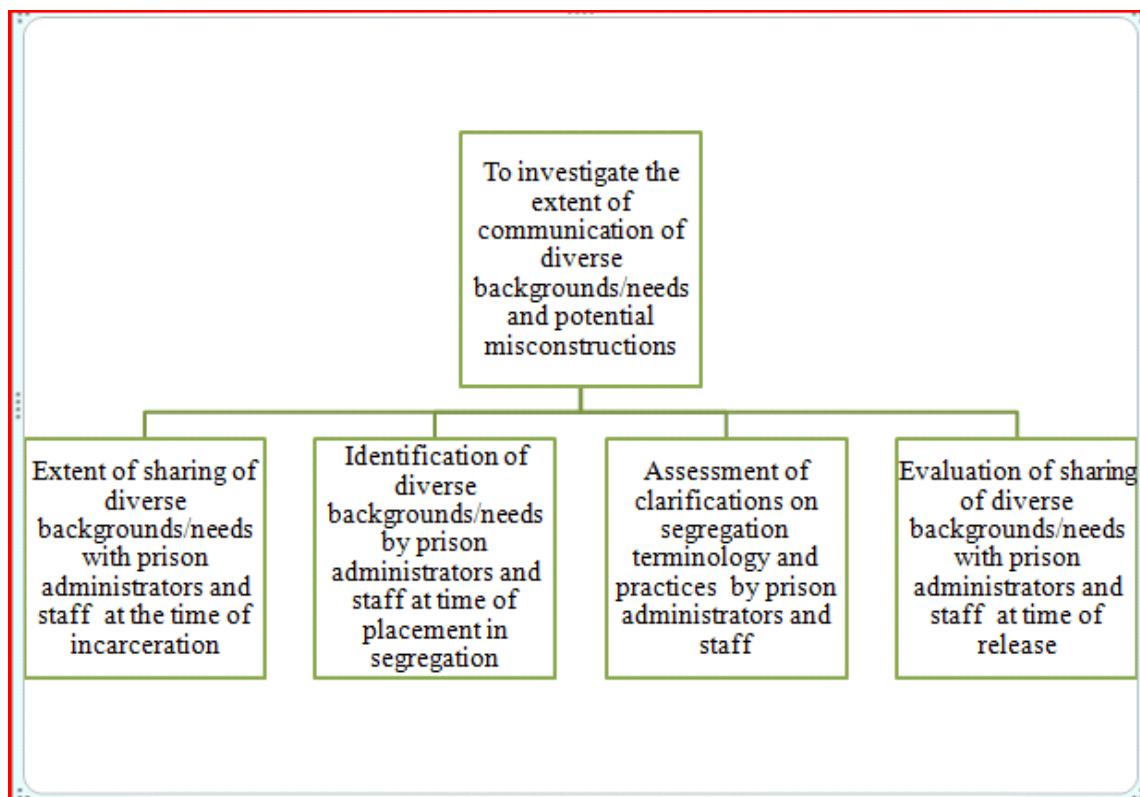 To investigate the
extent of
communication of
diverse
backgrounds/needs
and potential
misconstructions
Extent of sharing of
diverse
backgrounds/needs
with prison
administrators and
staff at the time of
incarceration
Identification of
diverse
backgrounds/needs
by prison
administrators and
staff at time of
placement in
segregation
Assessment of
clarifications on
segregation
terminology and
practices by prison
administrators and
staff
Evaluation of sharing
of diverse
backgrounds/needs
with prison
administrators and
staff at time of
release